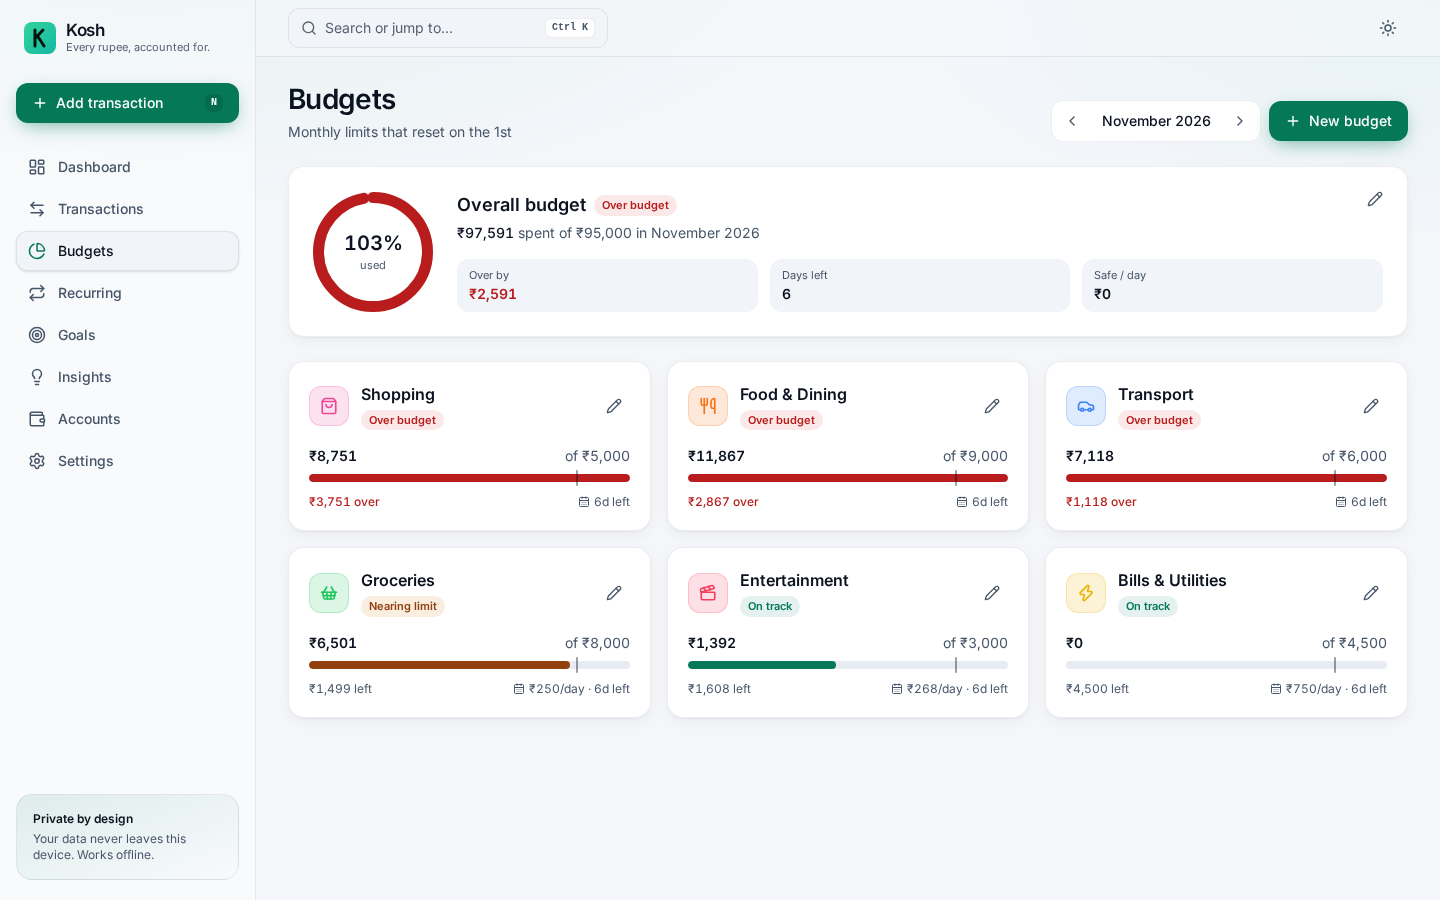 Kosh
Every rupee, accounted for.
Add transaction N
Dashboard
Transactions
Budgets
Recurring
Goals
Insights
Accounts
Settings
Private by design
Your data never leaves this
device. Works offline.
Search or jump to... Ctrl K
Budgets
Monthly limits that reset on the 1st
November 2026
New budget
103%
used
Overall budget Over budget
₹97,591 spent of ₹95,000 in November 2026
Over by
₹2,591
Days left
6
Safe / day
₹0
Shopping
Over budget
₹8,751 of ₹5,000
₹3,751 over 6d left
Food & Dining
Over budget
₹11,867 of ₹9,000
₹2,867 over 6d left
Transport
Over budget
₹7,118 of ₹6,000
₹1,118 over 6d left
Groceries
Nearing limit
₹6,501 of ₹8,000
₹1,499 left ₹250/day · 6d left
Entertainment
On track
₹1,392 of ₹3,000
₹1,608 left ₹268/day · 6d left
Bills & Utilities
On track
₹0 of ₹4,500
₹4,500 left ₹750/day · 6d left